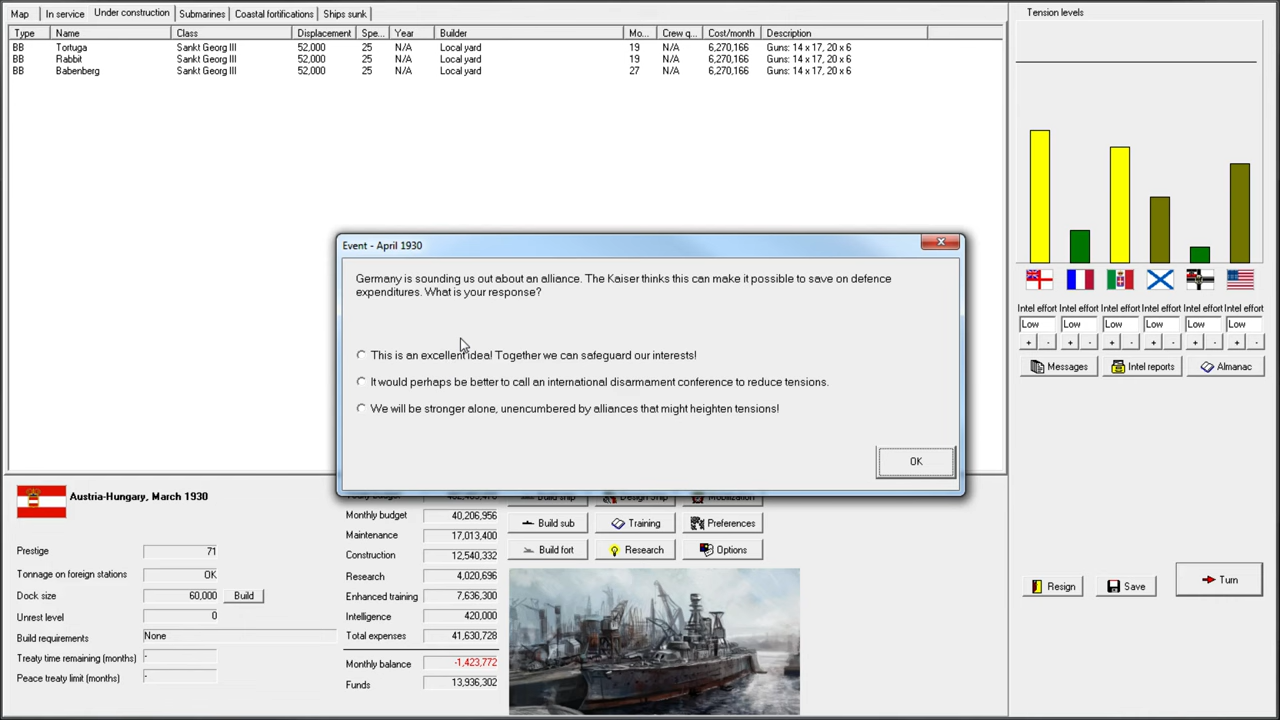 Map In service Under construction Submarines Coastal fortifications Ships sunk
Type Name Class Displacement Spe... Year Builder Mo... Crew q... Cost/month Description
BB Tortuga Sankt Georg III 52,000 25 N/A Local yard 19 N/A 6,270,166 Guns: 14 x 17, 20 x 6
BB Rabbit Sankt Georg III 52,000 25 N/A Local yard 19 N/A 6,270,166 Guns: 14 x 17, 20 x 6
BB Babenberg Sankt Georg III 52,000 25 N/A Local yard 27 N/A 6,270,166 Guns: 14 x 17, 20 x 6
Tension levels
Intel effort Intel effort Intel effort Intel effort Intel effort Intel effort
Low Low Low Low Low Low
+ - + - + - + - + - + -
Messages Intel reports Almanac
Event - April 1930
Germany is sounding us out about an alliance. The Kaiser thinks this can make it possible to save on defence
expenditures. What is your response?
This is an excellent idea! Together we can safeguard our interests!
It would perhaps be better to call an international disarmament conference to reduce tensions.
We will be stronger alone, unencumbered by alliances that might heighten tensions!
OK
Austria-Hungary, March 1930
Prestige 71
Tonnage on foreign stations OK
Dock size 60,000 Build
Unrest level 0
Build requirements None
Treaty time remaining (months) -
Peace treaty limit (months) -
Monthly budget 40,206,956
Maintenance 17,013,400
Construction 12,540,332
Research 4,020,696
Enhanced training 7,636,300
Intelligence 420,000
Total expenses 41,630,728
Monthly balance -1,423,772
Funds 13,936,302
Build ship Design Ship Mobilization
Build sub Training Preferences
Build fort Research Options
Resign Save Turn